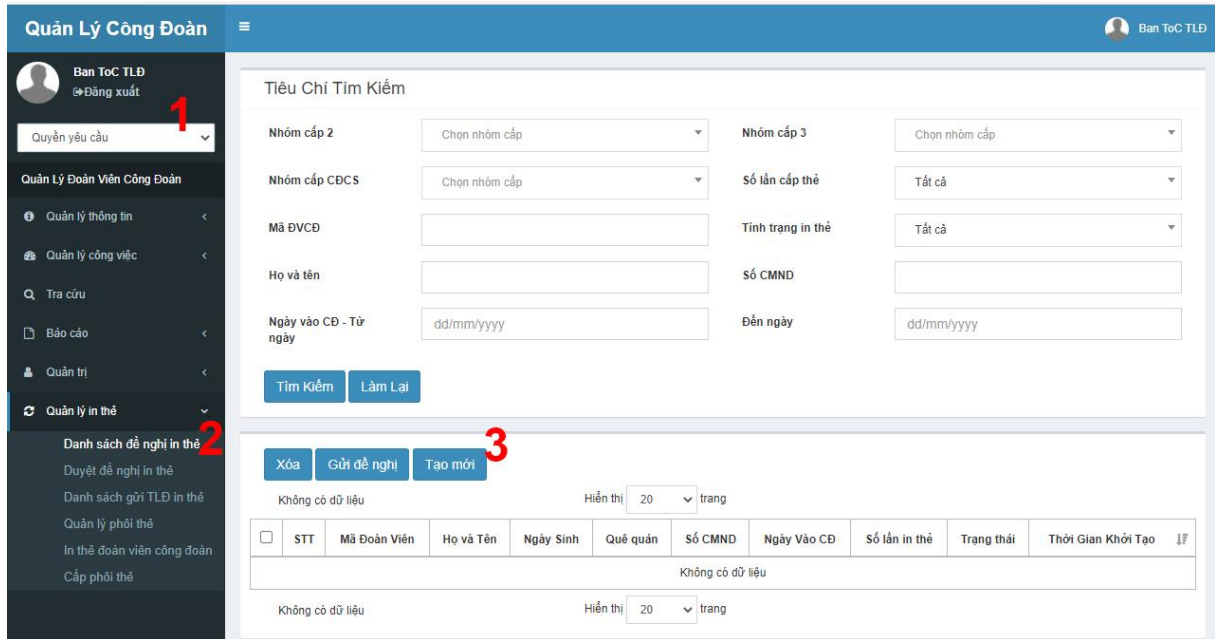 Quản Lý Công Đoàn
Ban ToC TLĐ
Ban ToC TLĐ
Đăng xuất
1
Quyền yêu cầu
Quản Lý Đoàn Viên Công Đoàn
Quản lý thông tin
Quản lý công việc
Tra cứu
Báo cáo
Quản trị
Quản lý in thẻ
2
Danh sách đề nghị in thẻ
Duyệt đề nghị in thẻ
Danh sách gửi TLĐ in thẻ
Quản lý phôi thẻ
In thẻ đoàn viên công đoàn
Cấp phôi thẻ
Tiêu Chí Tìm Kiếm
Nhóm cấp 2 Chọn nhóm cấp Nhóm cấp 3 Chọn nhóm cấp
Nhóm cấp CĐCS Chọn nhóm cấp Số lần cấp thẻ Tất cả
Mã ĐVCĐ Tình trạng in thẻ Tất cả
Họ và tên Số CMND
Ngày vào CĐ - Từ ngày dd/mm/yyyy Đến ngày dd/mm/yyyy
Tìm Kiếm Làm Lại
3
Xóa Gửi đề nghị Tạo mới
Không có dữ liệu Hiển thị 20 trang
STT Mã Đoàn Viên Họ và Tên Ngày Sinh Quê quán Số CMND Ngày Vào CĐ Số lần in thẻ Trạng thái Thời Gian Khởi Tạo
Không có dữ liệu
Không có dữ liệu Hiển thị 20 trang